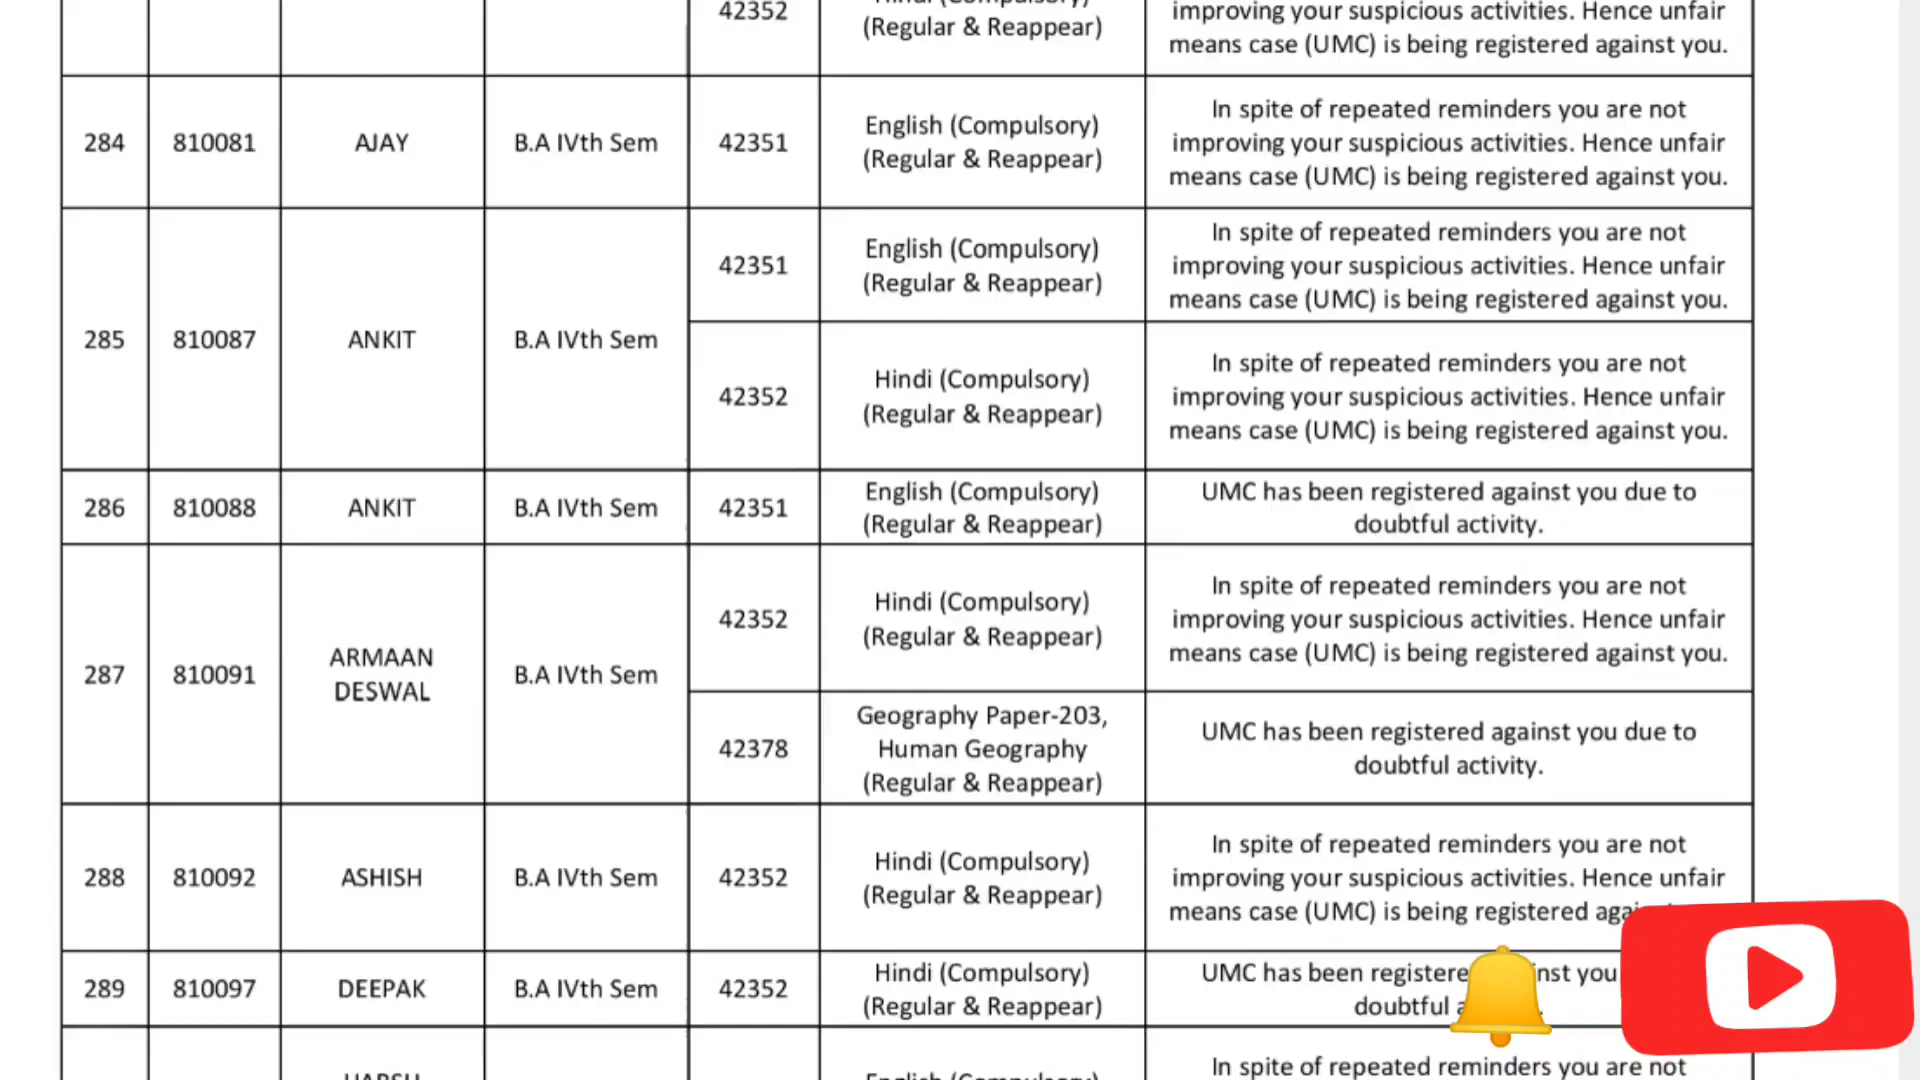 42352
(Regular & Reappear)
improving your suspicious activities. Hence unfair
means case (UMC) is being registered against you.
284
810081
AJAY
B.A IVth Sem
42351
English (Compulsory)
(Regular & Reappear)
In spite of repeated reminders you are not
improving your suspicious activities. Hence unfair
means case (UMC) is being registered against you.
285
810087
ANKIT
B.A IVth Sem
42351
English (Compulsory)
(Regular & Reappear)
In spite of repeated reminders you are not
improving your suspicious activities. Hence unfair
means case (UMC) is being registered against you.
42352
Hindi (Compulsory)
(Regular & Reappear)
In spite of repeated reminders you are not
improving your suspicious activities. Hence unfair
means case (UMC) is being registered against you.
286
810088
ANKIT
B.A IVth Sem
42351
English (Compulsory)
(Regular & Reappear)
UMC has been registered against you due to
doubtful activity.
287
810091
ARMAAN
DESWAL
B.A IVth Sem
42352
Hindi (Compulsory)
(Regular & Reappear)
In spite of repeated reminders you are not
improving your suspicious activities. Hence unfair
means case (UMC) is being registered against you.
42378
Geography Paper-203,
Human Geography
(Regular & Reappear)
UMC has been registered against you due to
doubtful activity.
288
810092
ASHISH
B.A IVth Sem
42352
Hindi (Compulsory)
(Regular & Reappear)
In spite of repeated reminders you are not
improving your suspicious activities. Hence unfair
means case (UMC) is being registered
289
810097
DEEPAK
B.A IVth Sem
42352
Hindi (Compulsory)
(Regular & Reappear)
UMC has been you
doubtful
In spite of repeated reminders you are not